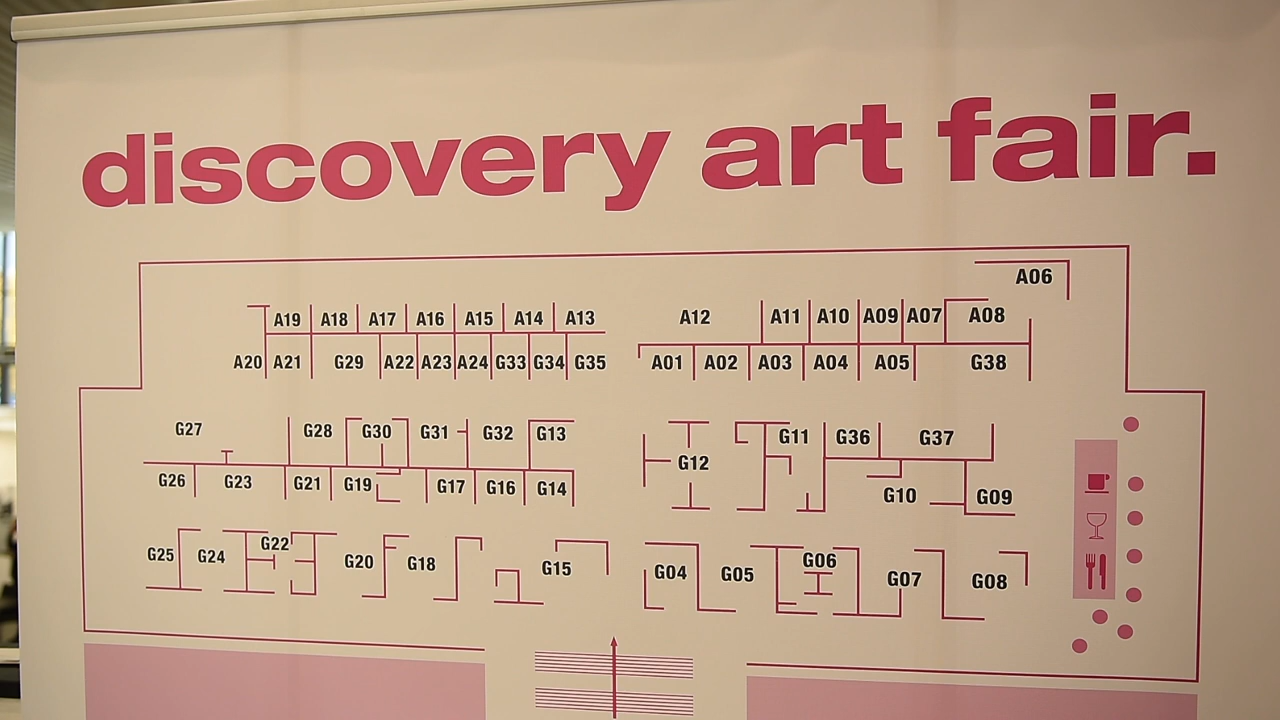 discovery art fair.
A06
A19 A18 A17 A16 A15 A14 A13 A12 A11 A10 A09 A07 A08
A20 A21 G29 A22 A23 A24 G33 G34 G35 A01 A02 A03 A04 A05 G38
G27 G28 G30 G31 G32 G13 G11 G36 G37
G12
G26 G23 G21 G19 G17 G16 G14 G10 G09
G25 G24 G22 G20 G18 G15 G04 G05 G06 G07 G08